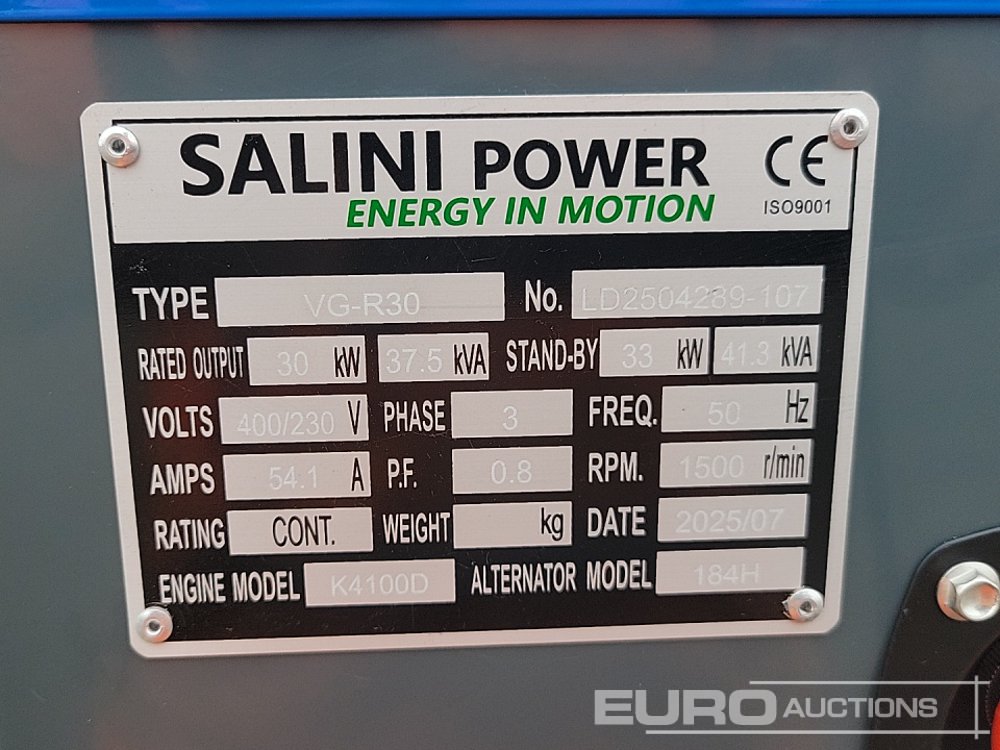 SALINI POWER CE
ENERGY IN MOTION ISO9001
TYPE VG-R30 No. LD2504289-107
RATED OUTPUT 30 kW 37.5 kVA STAND-BY 33 kW 41.3 kVA
VOLTS 400/230 V PHASE 3 FREQ. 50 Hz
AMPS 54.1 A P.F. 0.8 RPM. 1500 r/min
RATING CONT. WEIGHT kg DATE 2025/07
ENGINE MODEL K4100D ALTERNATOR MODEL 184H
EURO AUCTIONS